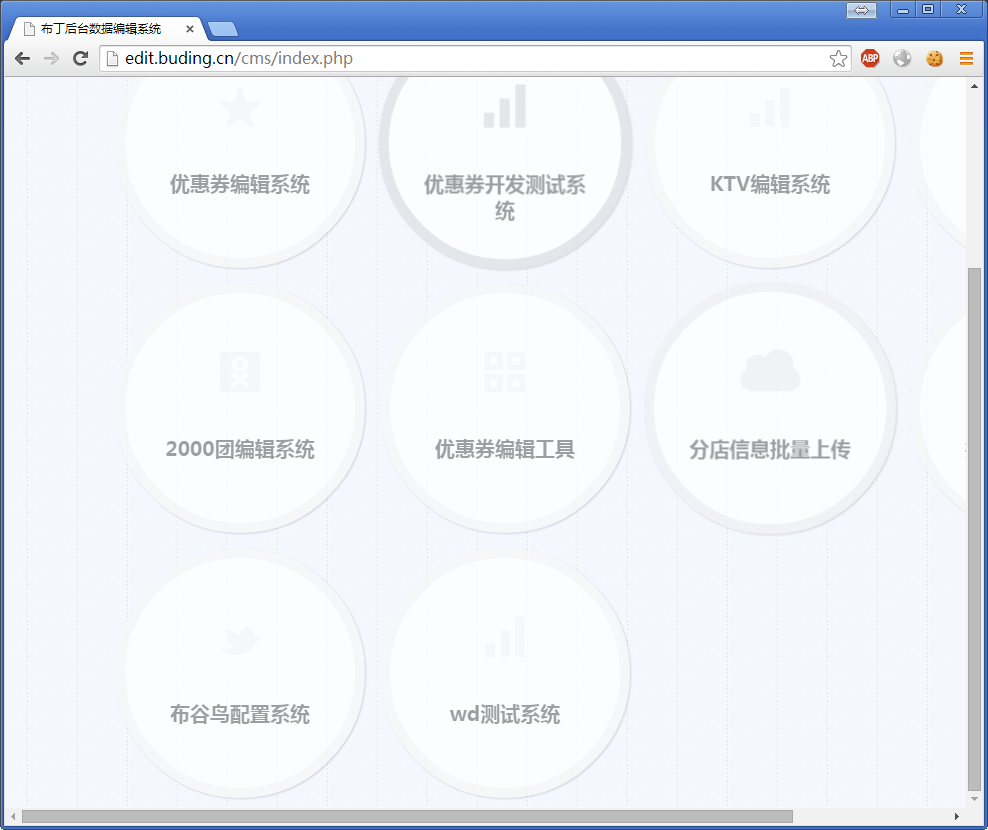 布丁后台数据编辑系统
edit.buding.cn/cms/index.php
ABP
优惠券编辑系统
优惠券开发测试系
统
KTV编辑系统
2000团编辑系统
优惠券编辑工具
分店信息批量上传
布谷鸟配置系统
wd测试系统